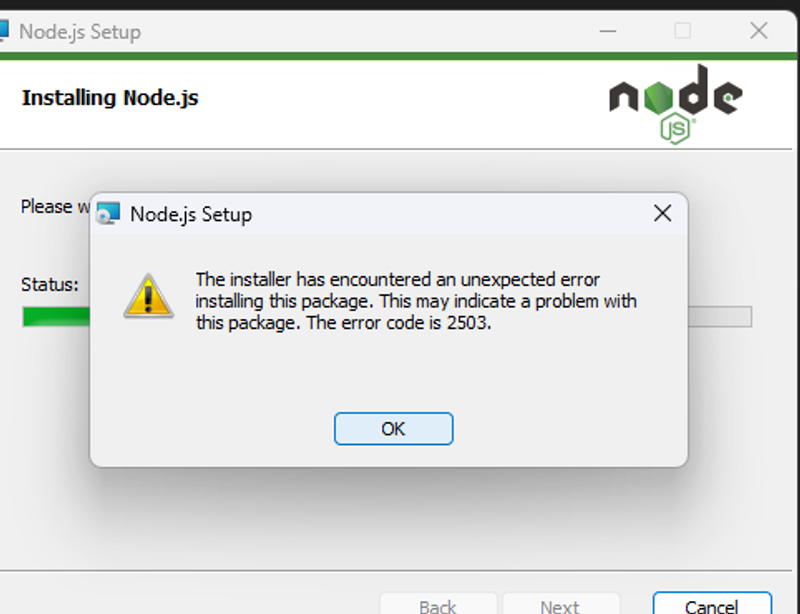 Node.js Setup
Installing Node.js
node
JS
Please w
Node.js Setup
Status:
The installer has encountered an unexpected error
installing this package. This may indicate a problem with
this package. The error code is 2503.
OK
Back
Next
Cancel